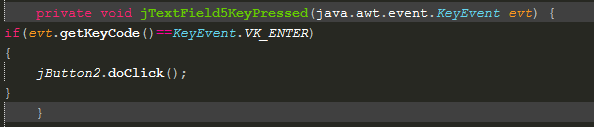 private void jTextField5KeyPressed(java.awt.event.KeyEvent evt) {
if(evt.getKeyCode()==KeyEvent.VK_ENTER)
{
jButton2.doClick();
}
}